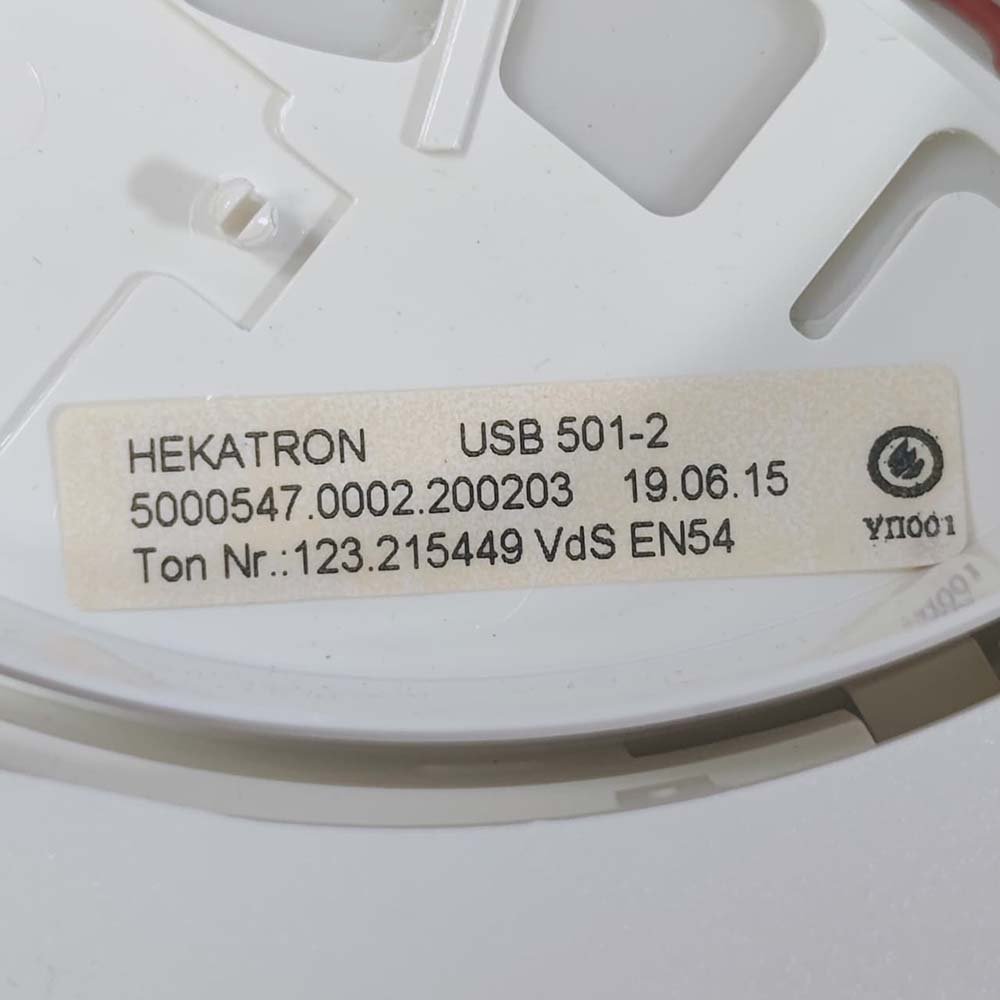 HEKATRON USB 501-2
5000547.0002.200203 19.06.15
Ton Nr.:123.215449 VdS EN54
УП001